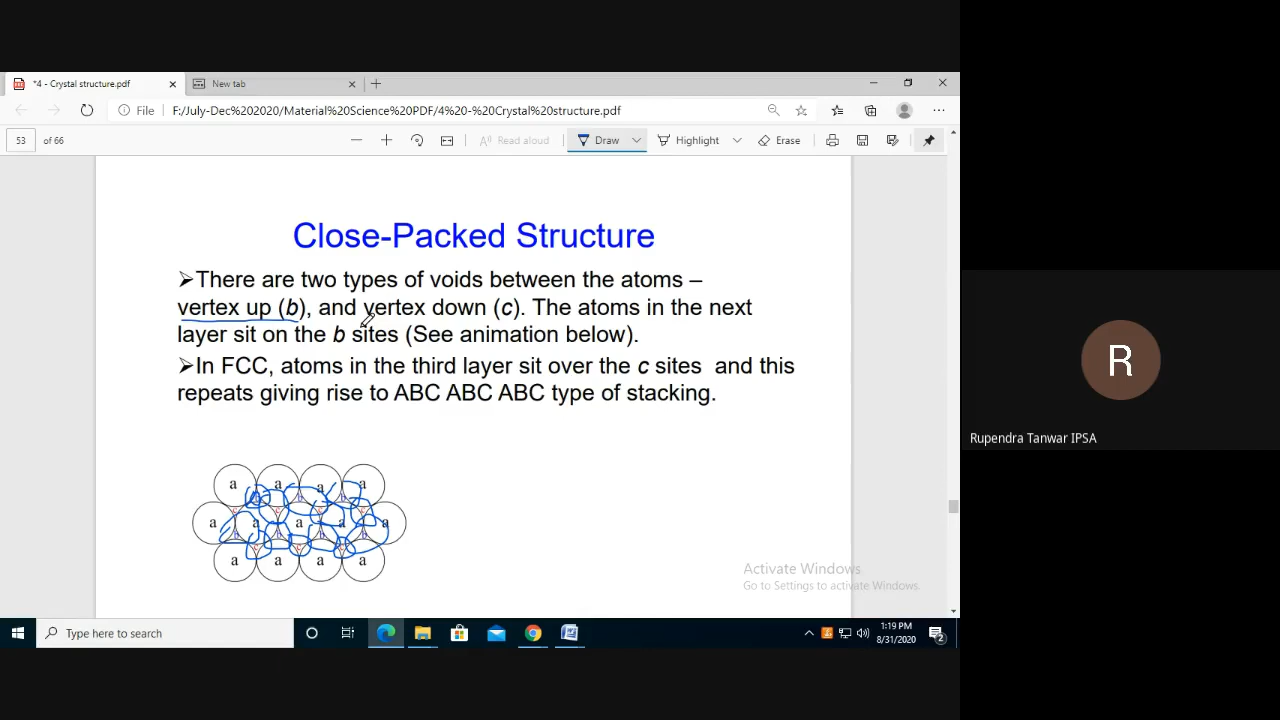 *4 - Crystal structure.pdf
New tab
File
F:/July-Dec%202020/Material%20Science%20PDF/4%20-%20Crystal%20structure.pdf
53 of 66
Read aloud
Draw
Highlight
Erase
Close-Packed Structure
➢There are two types of voids between the atoms –
vertex up (b), and vertex down (c). The atoms in the next
layer sit on the b sites (See animation below).
➢In FCC, atoms in the third layer sit over the c sites and this
repeats giving rise to ABC ABC ABC type of stacking.
a a a a
b b b
c c c c
a a a a a
b b b b
c c c
a a a a
R
Rupendra Tanwar IPSA
Activate Windows
Go to Settings to activate Windows.
Type here to search
1:19 PM
8/31/2020
2